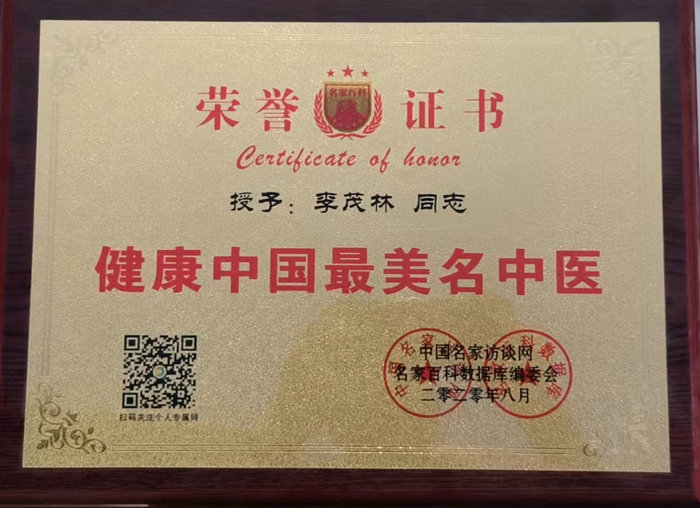 名家百科
荣誉证书
Certificate of honor
授予：李茂林 同志
健康中国最美名中医
中国名家访谈网
名家百科数据库编委会
二零二零年八月
扫码关注个人专属网